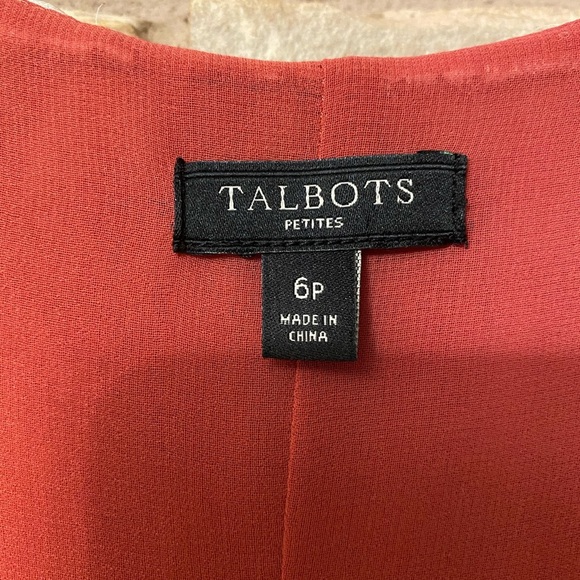 TALBOTS
PETITES
6P
MADE IN
CHINA